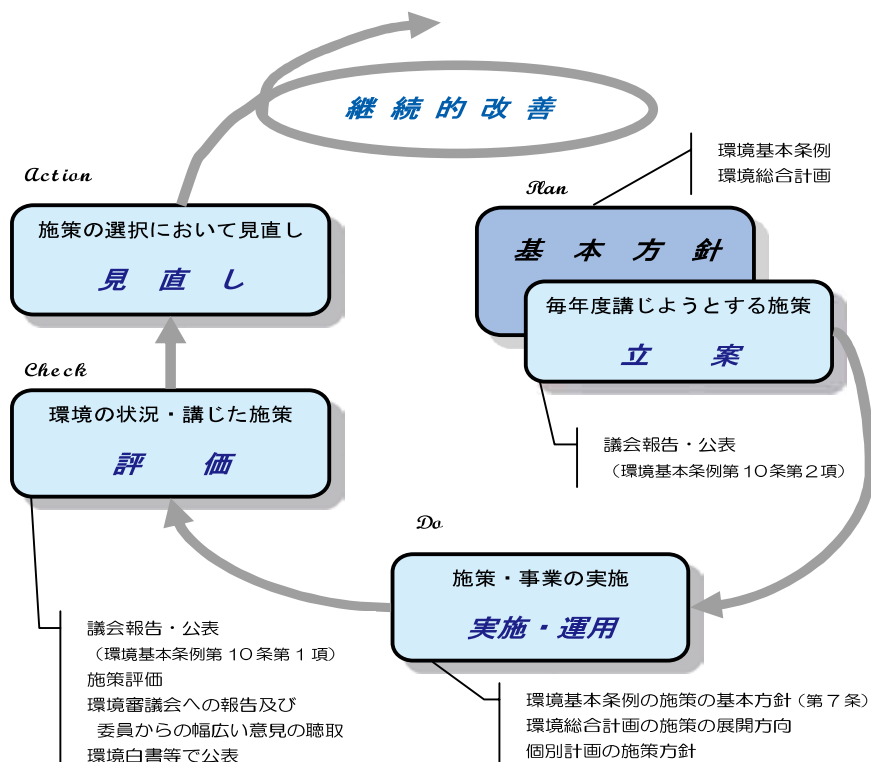 継続的改善
Action
施策の選択において見直し
見直し
Plan
環境基本条例
環境総合計画
基本方針
毎年度講じようとする施策
立案
議会報告・公表
（環境基本条例第１０条第２項）
Check
環境の状況・講じた施策
評価
議会報告・公表
（環境基本条例第１０条第１項）
施策評価
環境審議会への報告及び
委員からの幅広い意見の聴取
環境白書等で公表
Do
施策・事業の実施
実施・運用
環境基本条例の施策の基本方針（第７条）
環境総合計画の施策の展開方向
個別計画の施策方針